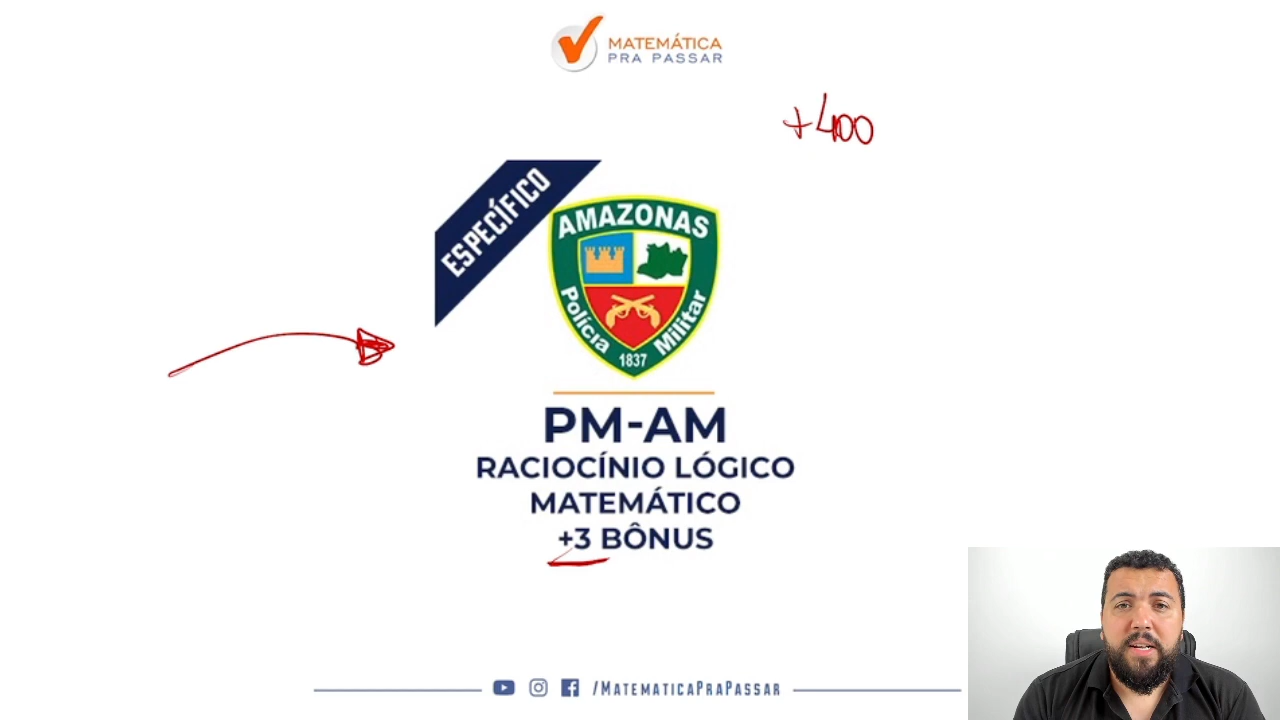 MATEMÁTICA
PRA PASSAR
+400
ESPECÍFICO
AMAZONAS
Polícia Militar
1837
PM-AM
RACIOCÍNIO LÓGICO
MATEMÁTICO
+3 BÔNUS
/MATEMATICAPRAPASSAR